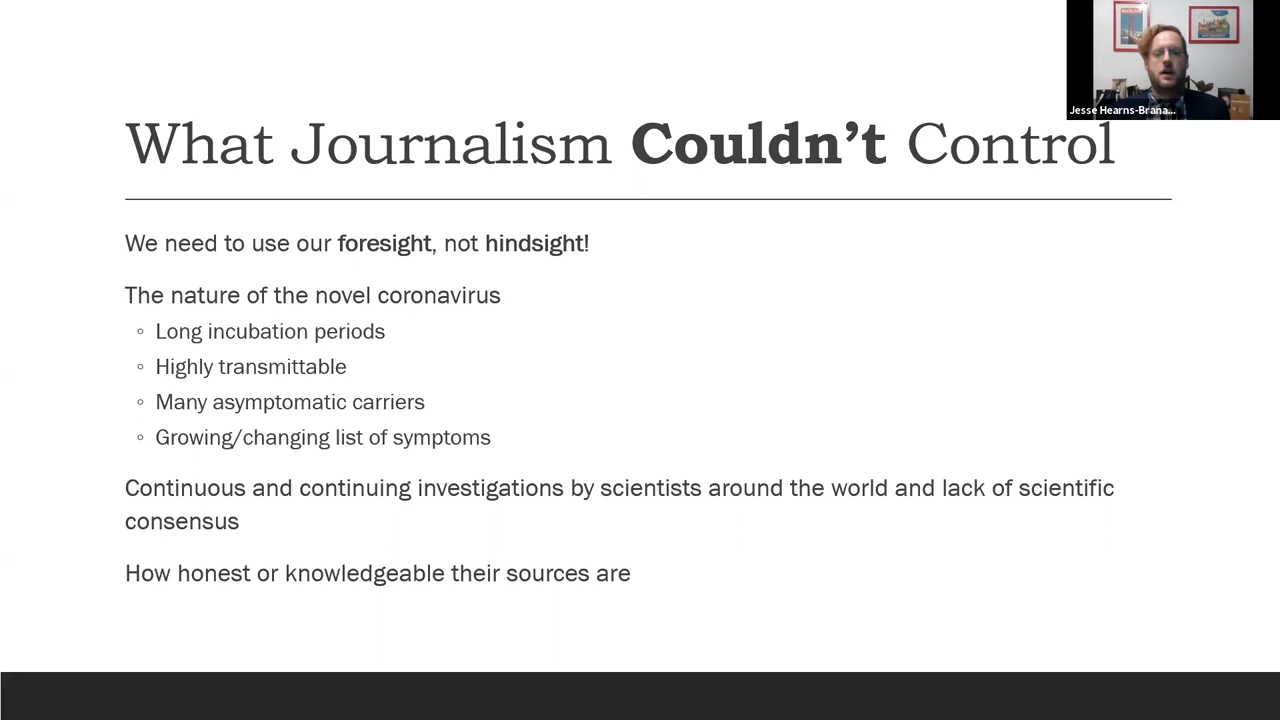 Jesse Hearns-Brana...
What Journalism Couldn't Control
We need to use our foresight, not hindsight!
The nature of the novel coronavirus
◦ Long incubation periods
◦ Highly transmittable
◦ Many asymptomatic carriers
◦ Growing/changing list of symptoms
Continuous and continuing investigations by scientists around the world and lack of scientific
consensus
How honest or knowledgeable their sources are